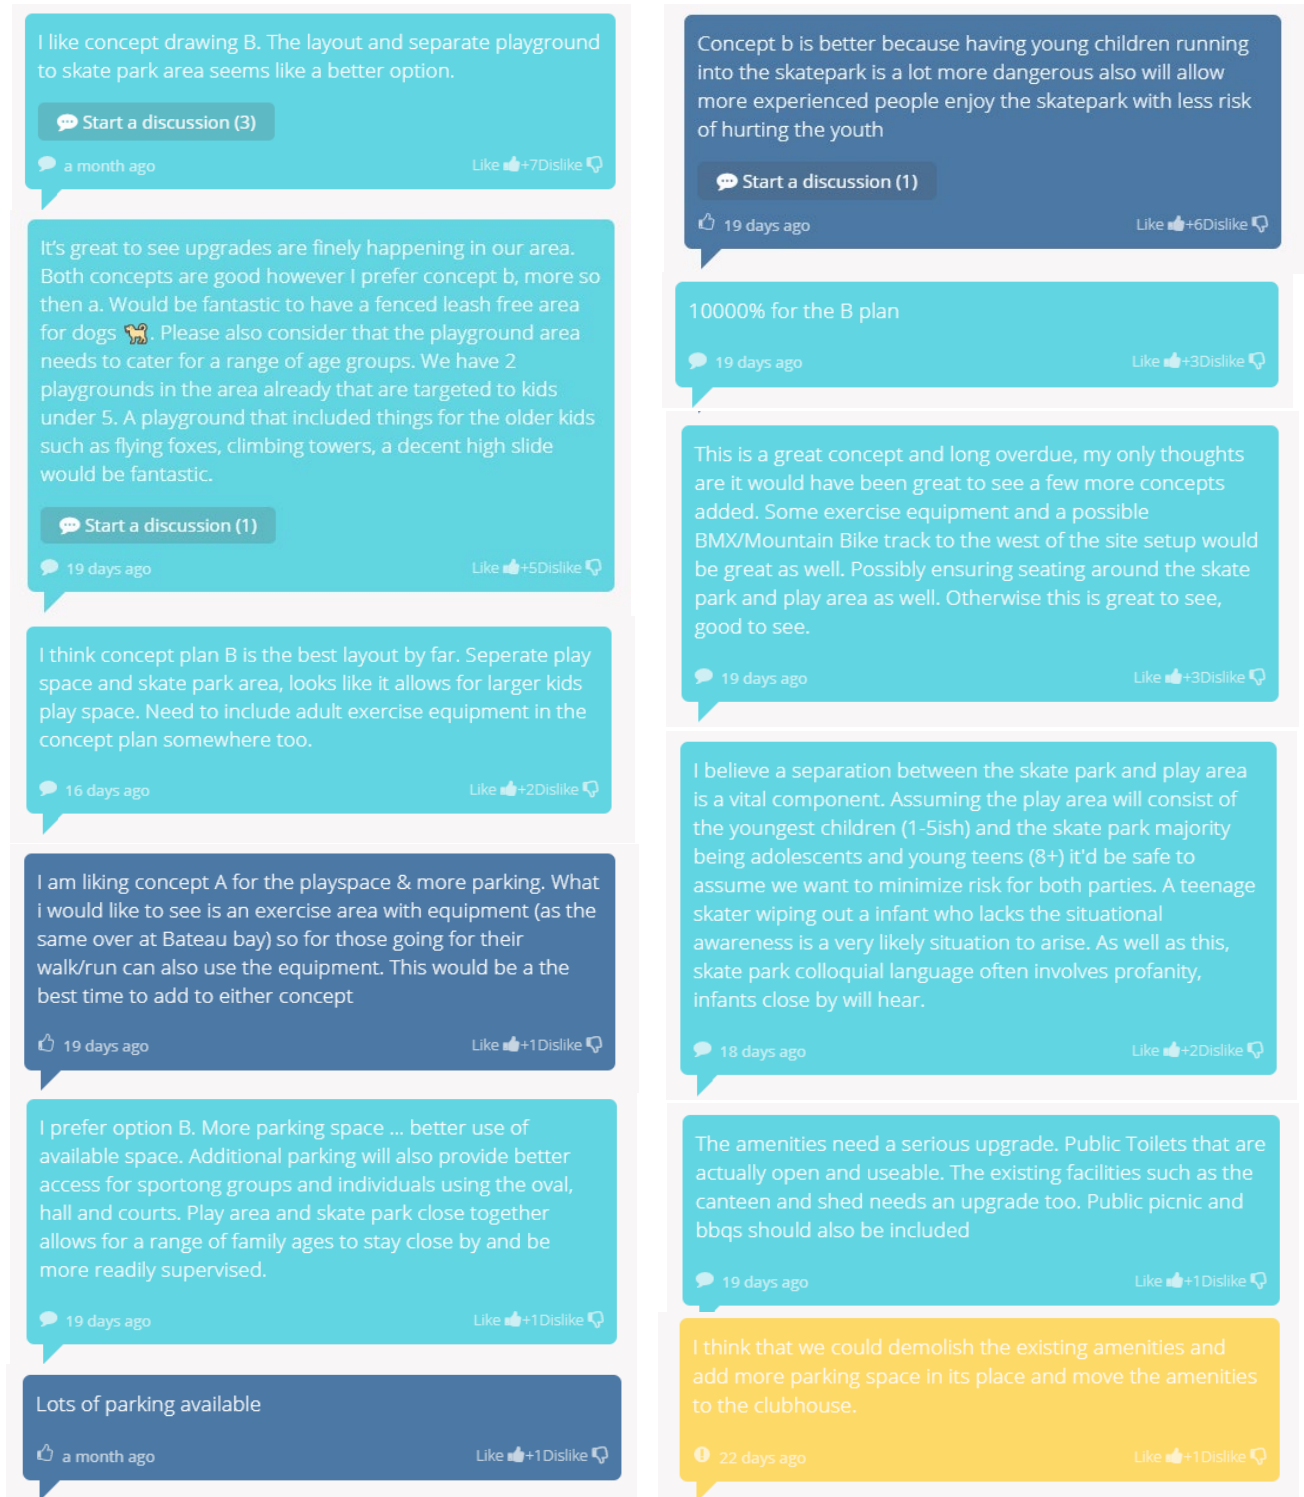 I like concept drawing B. The layout and separate playground
to skate park area seems like a better option.
Start a discussion (3)
a month ago
Like +7Dislike
It's great to see upgrades are finely happening in our area.
Both concepts are good however I prefer concept b, more so
then a. Would be fantastic to have a fenced leash free area
for dogs 🐕. Please also consider that the playground area
needs to cater for a range of age groups. We have 2
playgrounds in the area already that are targeted to kids
under 5. A playground that included things for the older kids
such as flying foxes, climbing towers, a decent high slide
would be fantastic.
Start a discussion (1)
19 days ago
Like +5Dislike
I think concept plan B is the best layout by far. Seperate play
space and skate park area, looks like it allows for larger kids
play space. Need to include adult exercise equipment in the
concept plan somewhere too.
16 days ago
Like +2Dislike
I am liking concept A for the playspace & more parking. What
i would like to see is an exercise area with equipment (as the
same over at Bateau bay) so for those going for their
walk/run can also use the equipment. This would be a the
best time to add to either concept
19 days ago
Like +1Dislike
I prefer option B. More parking space ... better use of
available space. Additional parking will also provide better
access for sportong groups and individuals using the oval,
hall and courts. Play area and skate park close together
allows for a range of family ages to stay close by and be
more readily supervised.
19 days ago
Like +1Dislike
Lots of parking available
a month ago
Like +1Dislike
Concept b is better because having young children running
into the skatepark is a lot more dangerous also will allow
more experienced people enjoy the skatepark with less risk
of hurting the youth
Start a discussion (1)
19 days ago
Like +6Dislike
10000% for the B plan
19 days ago
Like +3Dislike
This is a great concept and long overdue, my only thoughts
are it would have been great to see a few more concepts
added. Some exercise equipment and a possible
BMX/Mountain Bike track to the west of the site setup would
be great as well. Possibly ensuring seating around the skate
park and play area as well. Otherwise this is great to see,
good to see.
19 days ago
Like +3Dislike
I believe a separation between the skate park and play area
is a vital component. Assuming the play area will consist of
the youngest children (1-5ish) and the skate park majority
being adolescents and young teens (8+) it'd be safe to
assume we want to minimize risk for both parties. A teenage
skater wiping out a infant who lacks the situational
awareness is a very likely situation to arise. As well as this,
skate park colloquial language often involves profanity,
infants close by will hear.
18 days ago
Like +2Dislike
The amenities need a serious upgrade. Public Toilets that are
actually open and useable. The existing facilities such as the
canteen and shed needs an upgrade too. Public picnic and
bbqs should also be included
19 days ago
Like +1Dislike
I think that we could demolish the existing amenities and
add more parking space in its place and move the amenities
to the clubhouse.
22 days ago
Like +1Dislike